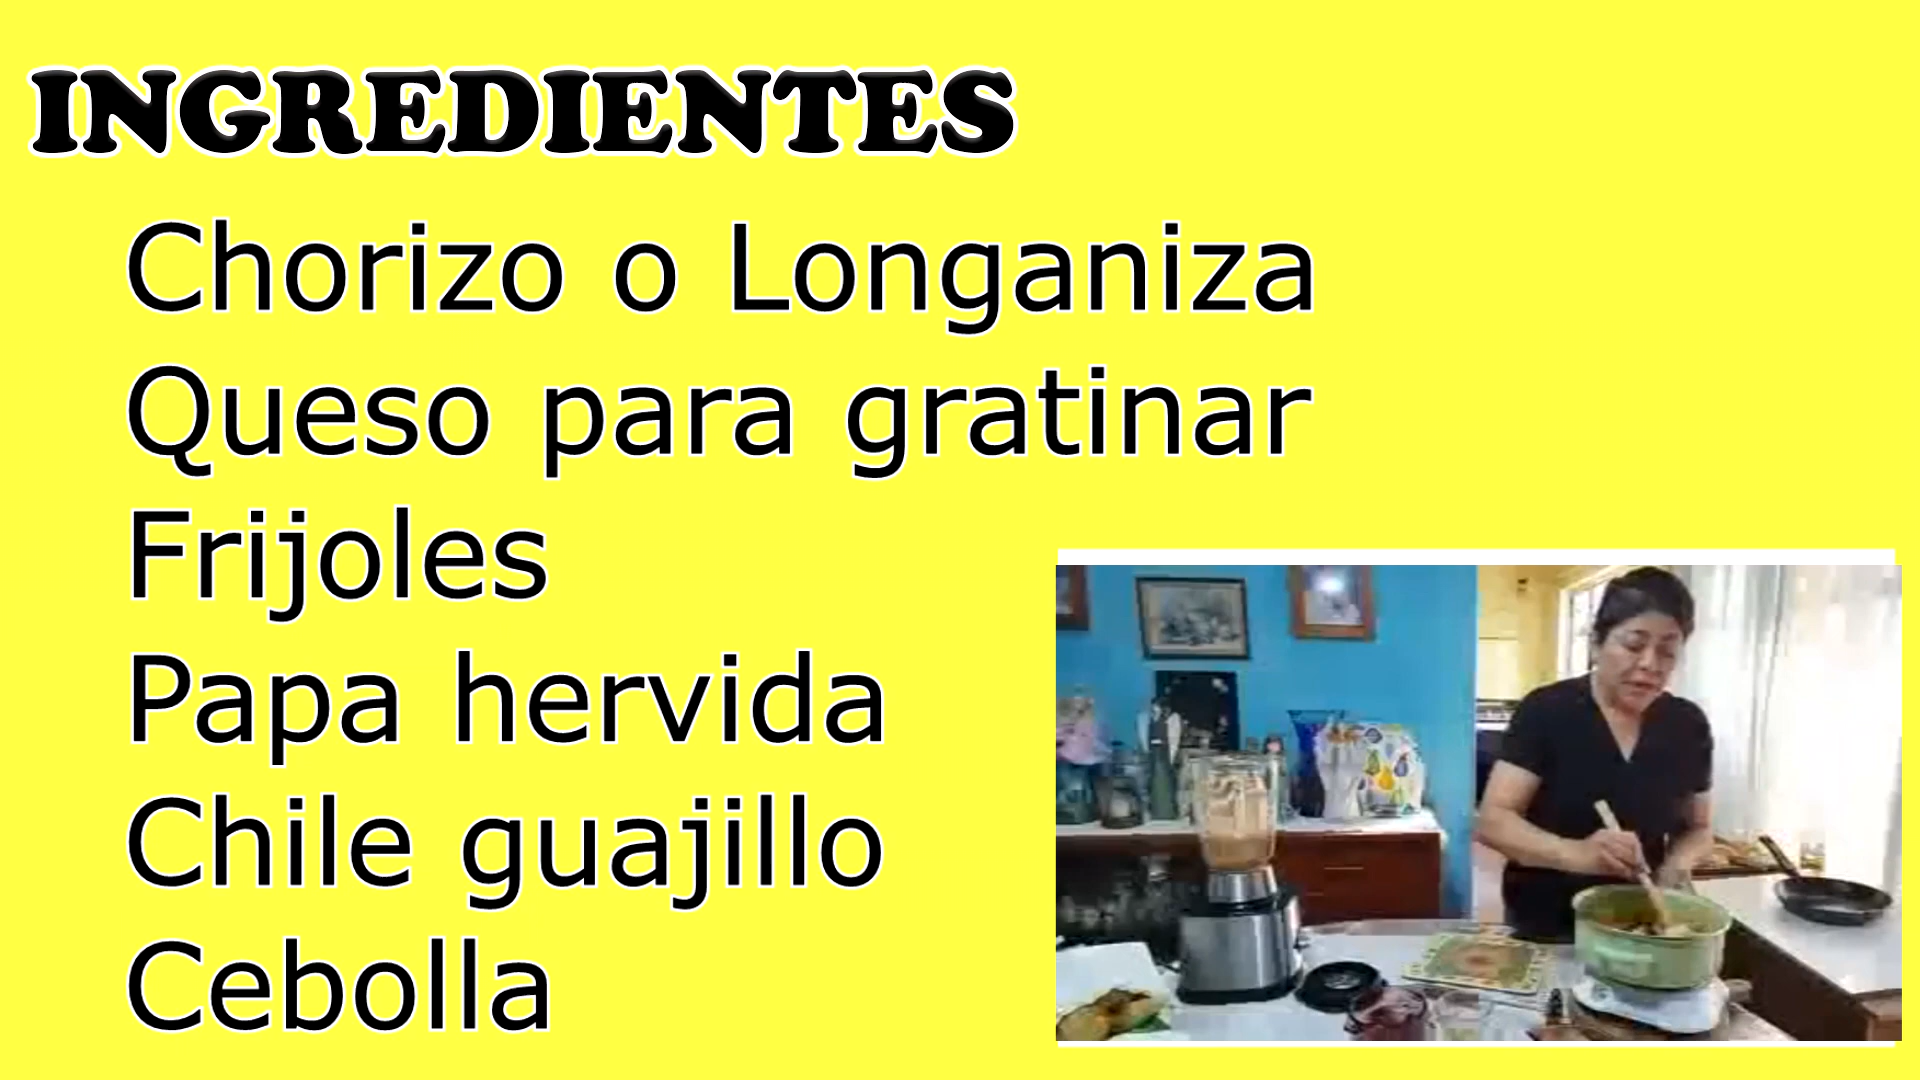 INGREDIENTES
Chorizo o Longaniza
Queso para gratinar
Frijoles
Papa hervida
Chile guajillo
Cebolla